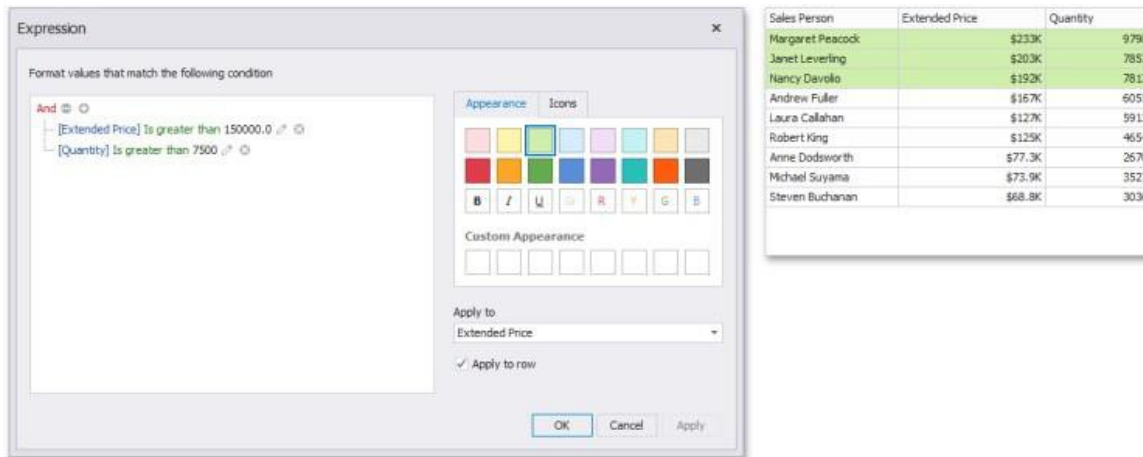 Expression
Format values that match the following condition
And
[Extended Price] Is greater than 150000.0
[Quantity] Is greater than 7500
Appearance Icons
B I U G R Y G B
Custom Appearance
Apply to
Extended Price
Apply to row
OK Cancel Apply
Sales Person Extended Price Quantity
Margaret Peacock $233K
Janet Leverling $203K
Nancy Davolio $192K
Andrew Fuller $167K
Laura Callahan $127K
Robert King $125K
Anne Dodsworth $77.3K
Michael Suyama $73.9K
Steven Buchanan $68.8K